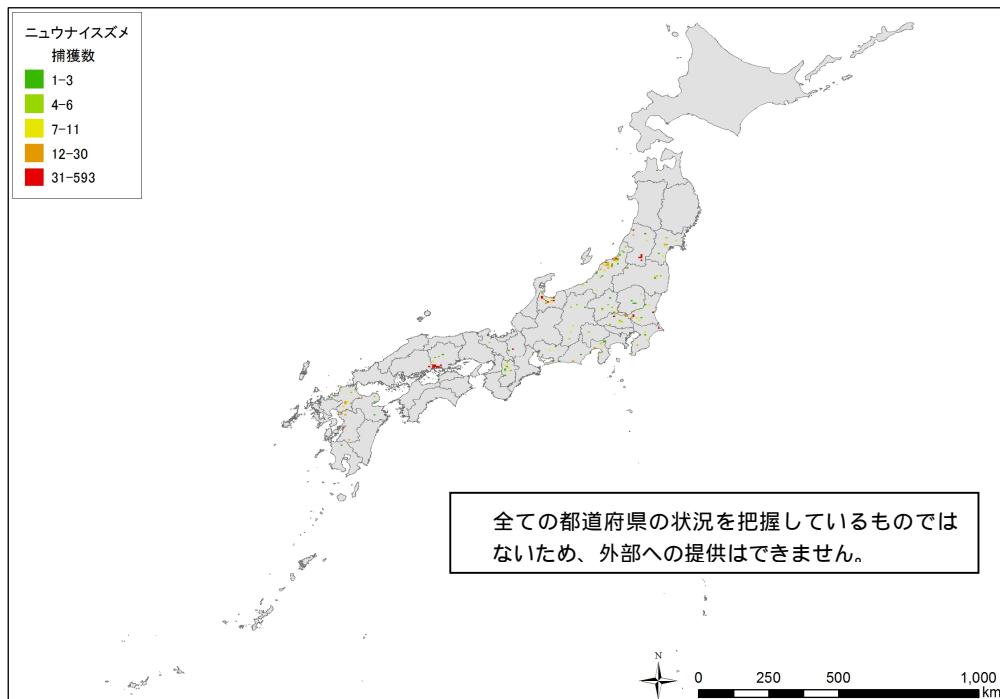 ニュウナイスズメ
捕獲数
1-3
4-6
7-11
12-30
31-593
全ての都道府県の状況を把握しているものでは
ないため、外部への提供はできません。
N
0 250 500 1,000
km